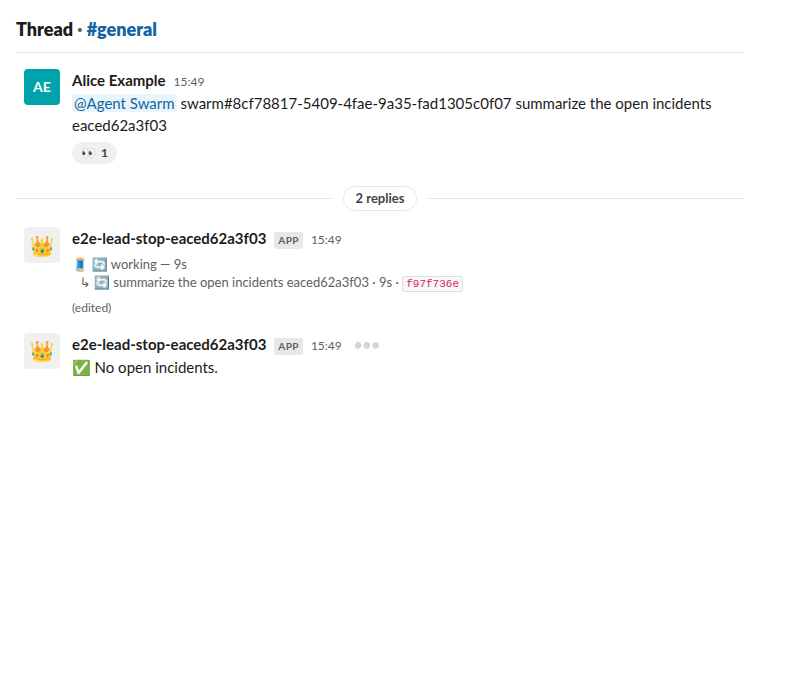 Thread • #general
AE
Alice Example 15:49
@Agent Swarm swarm#8cf78817-5409-4fae-9a35-fad1305c0f07 summarize the open incidents
eaced62a3f03
👀 1
2 replies
e2e-lead-stop-eaced62a3f03 APP 15:49
🧵 🔄 working — 9s
↳ 🔄 summarize the open incidents eaced62a3f03 · 9s · f97f736e
(edited)
e2e-lead-stop-eaced62a3f03 APP 15:49
✅ No open incidents.